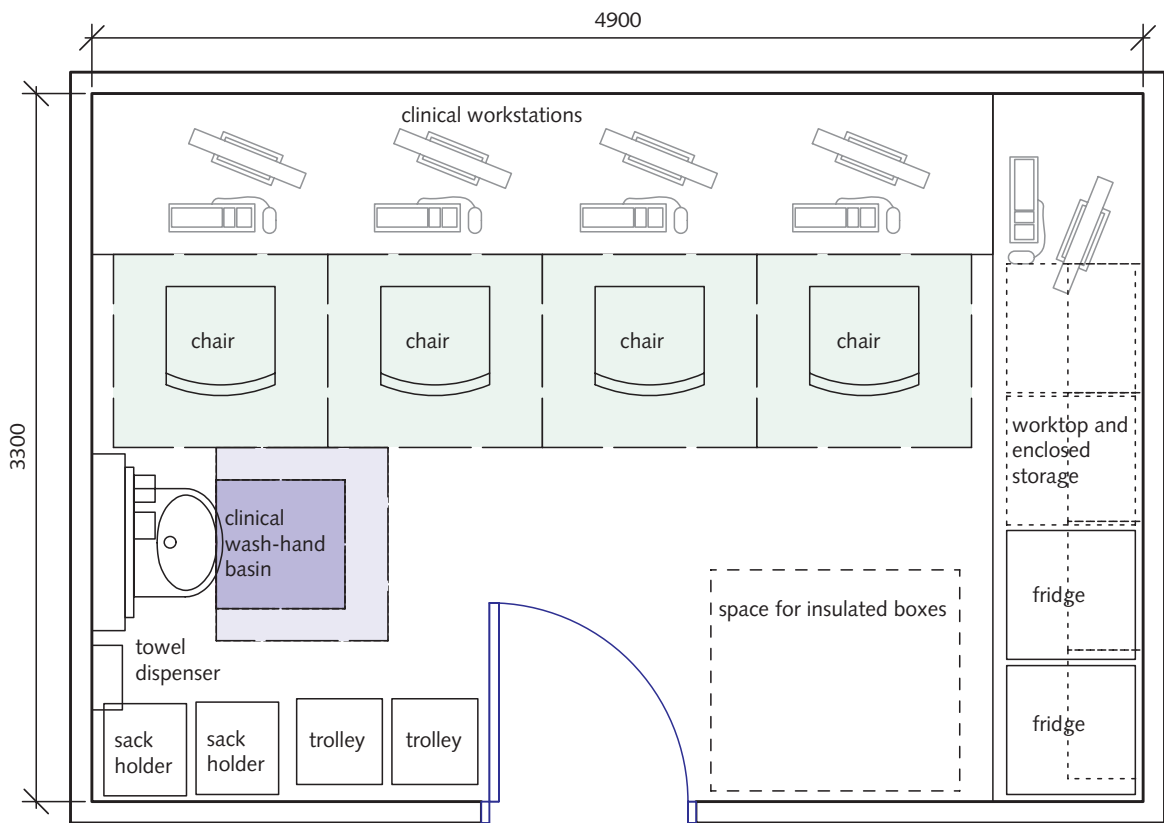 4900
clinical workstations
3300
chair
chair
chair
chair
worktop and
enclosed
storage
clinical
wash-hand
basin
fridge
space for insulated boxes
towel
dispenser
sack
holder
sack
holder
trolley
trolley
fridge